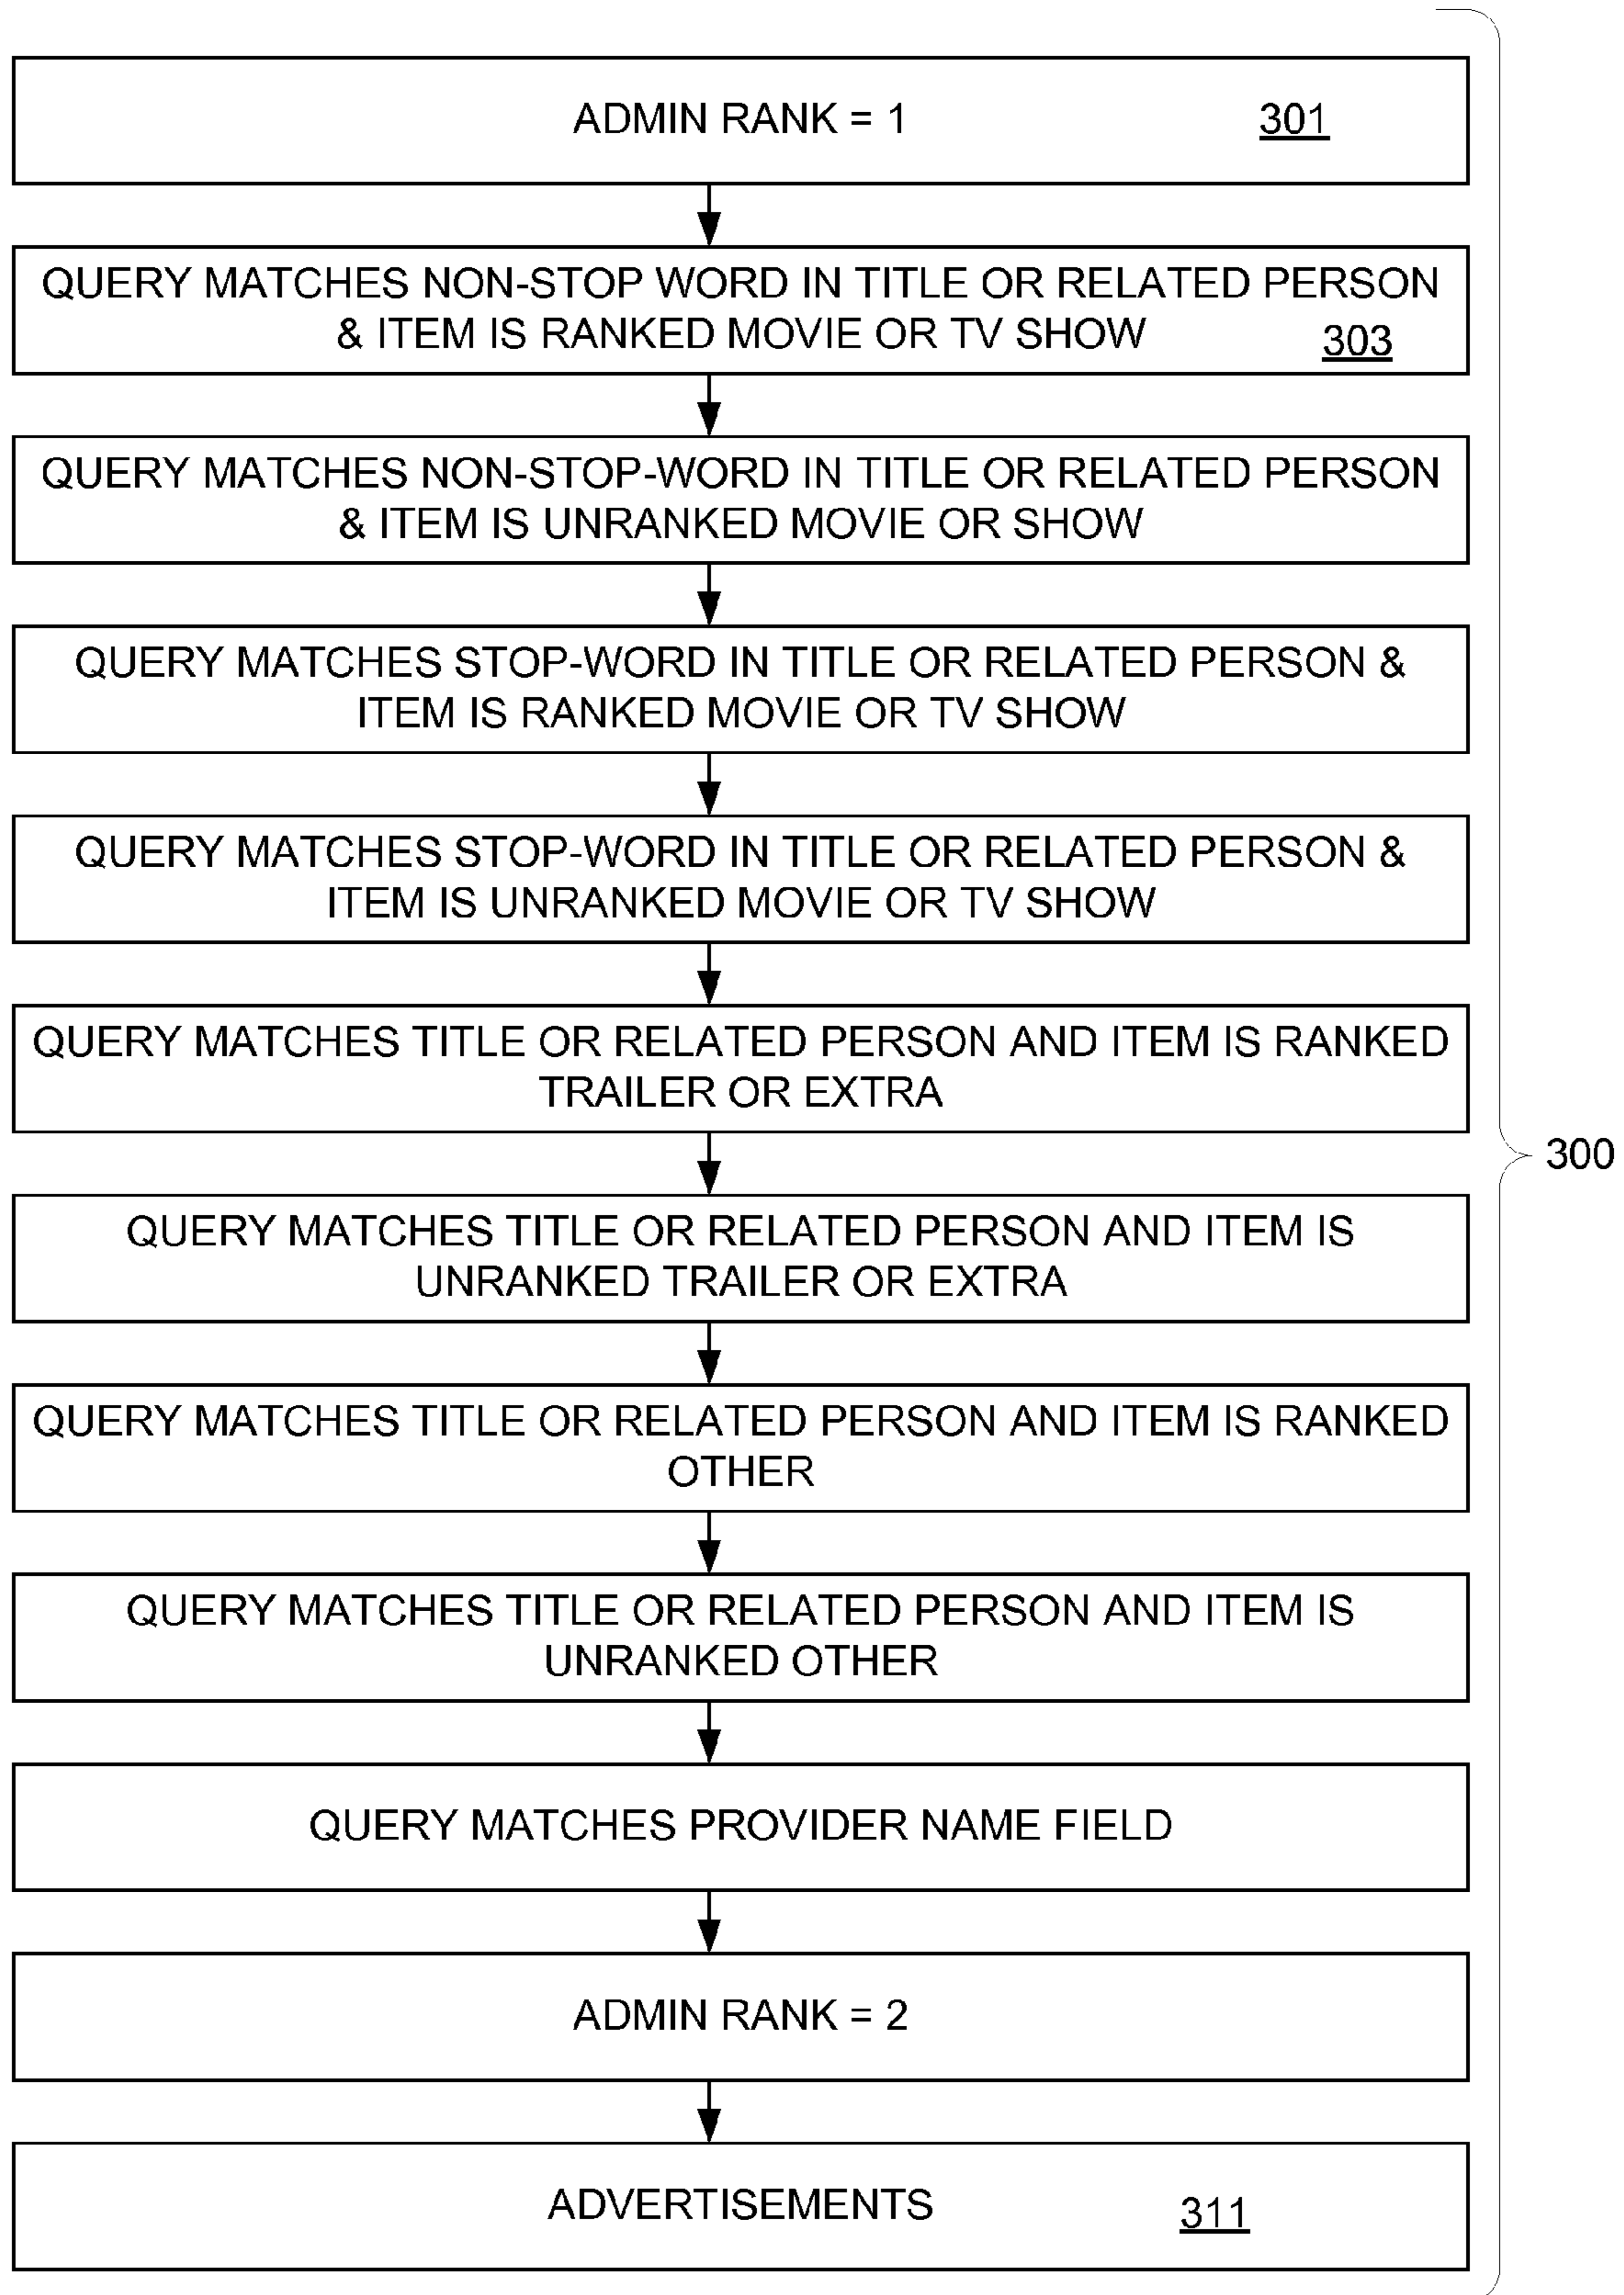 ADMIN RANK = 1 301
QUERY MATCHES NON-STOP WORD IN TITLE OR RELATED PERSON
& ITEM IS RANKED MOVIE OR TV SHOW 303
QUERY MATCHES NON-STOP-WORD IN TITLE OR RELATED PERSON
& ITEM IS UNRANKED MOVIE OR SHOW
QUERY MATCHES STOP-WORD IN TITLE OR RELATED PERSON &
ITEM IS RANKED MOVIE OR TV SHOW
QUERY MATCHES STOP-WORD IN TITLE OR RELATED PERSON &
ITEM IS UNRANKED MOVIE OR TV SHOW
QUERY MATCHES TITLE OR RELATED PERSON AND ITEM IS RANKED
TRAILER OR EXTRA
300
QUERY MATCHES TITLE OR RELATED PERSON AND ITEM IS
UNRANKED TRAILER OR EXTRA
QUERY MATCHES TITLE OR RELATED PERSON AND ITEM IS RANKED
OTHER
QUERY MATCHES TITLE OR RELATED PERSON AND ITEM IS
UNRANKED OTHER
QUERY MATCHES PROVIDER NAME FIELD
ADMIN RANK = 2
ADVERTISEMENTS 311